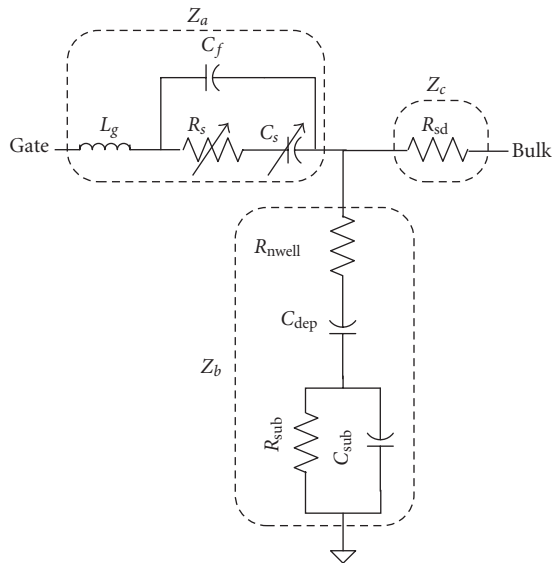 Z_a
C_f
Z_c
L_g
R_s
C_s
R_sd
Gate
Bulk
R_nwell
C_dep
Z_b
R_sub
C_sub